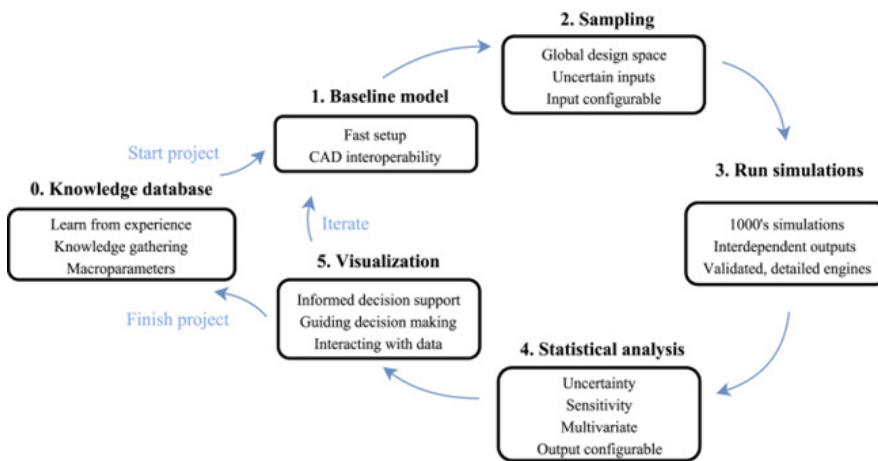 2. Sampling
Global design space
Uncertain inputs
Input configurable
1. Baseline model
Fast setup
CAD interoperability
Start project
3. Run simulations
0. Knowledge database
1000's simulations
Interdependent outputs
Validated, detailed engines
Learn from experience
Knowledge gathering
Macroparameters
Iterate
5. Visualization
Informed decision support
Guiding decision making
Interacting with data
Finish project
4. Statistical analysis
Uncertainty
Sensitivity
Multivariate
Output configurable